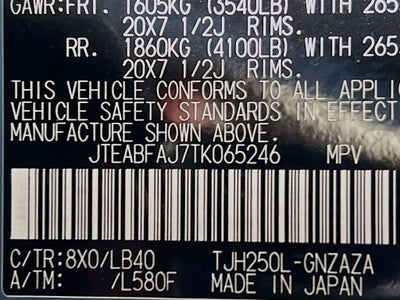 GAWR:FRT. 1605KG (3540LB) WITH 265
20X7 1/2J RIMS.
RR. 1860KG (4100LB) WITH 265
20X7 1/2J RIMS.
THIS VEHICLE CONFORMS TO ALL APPLI
VEHICLE SAFETY STANDARDS IN EFFECT
MANUFACTURE SHOWN ABOVE.
JTEABFAJ7TK065246 MPV
C/TR:8X0/LB40 TJH250L-GNZAZA
A/TM: /L580F MADE IN JAPAN